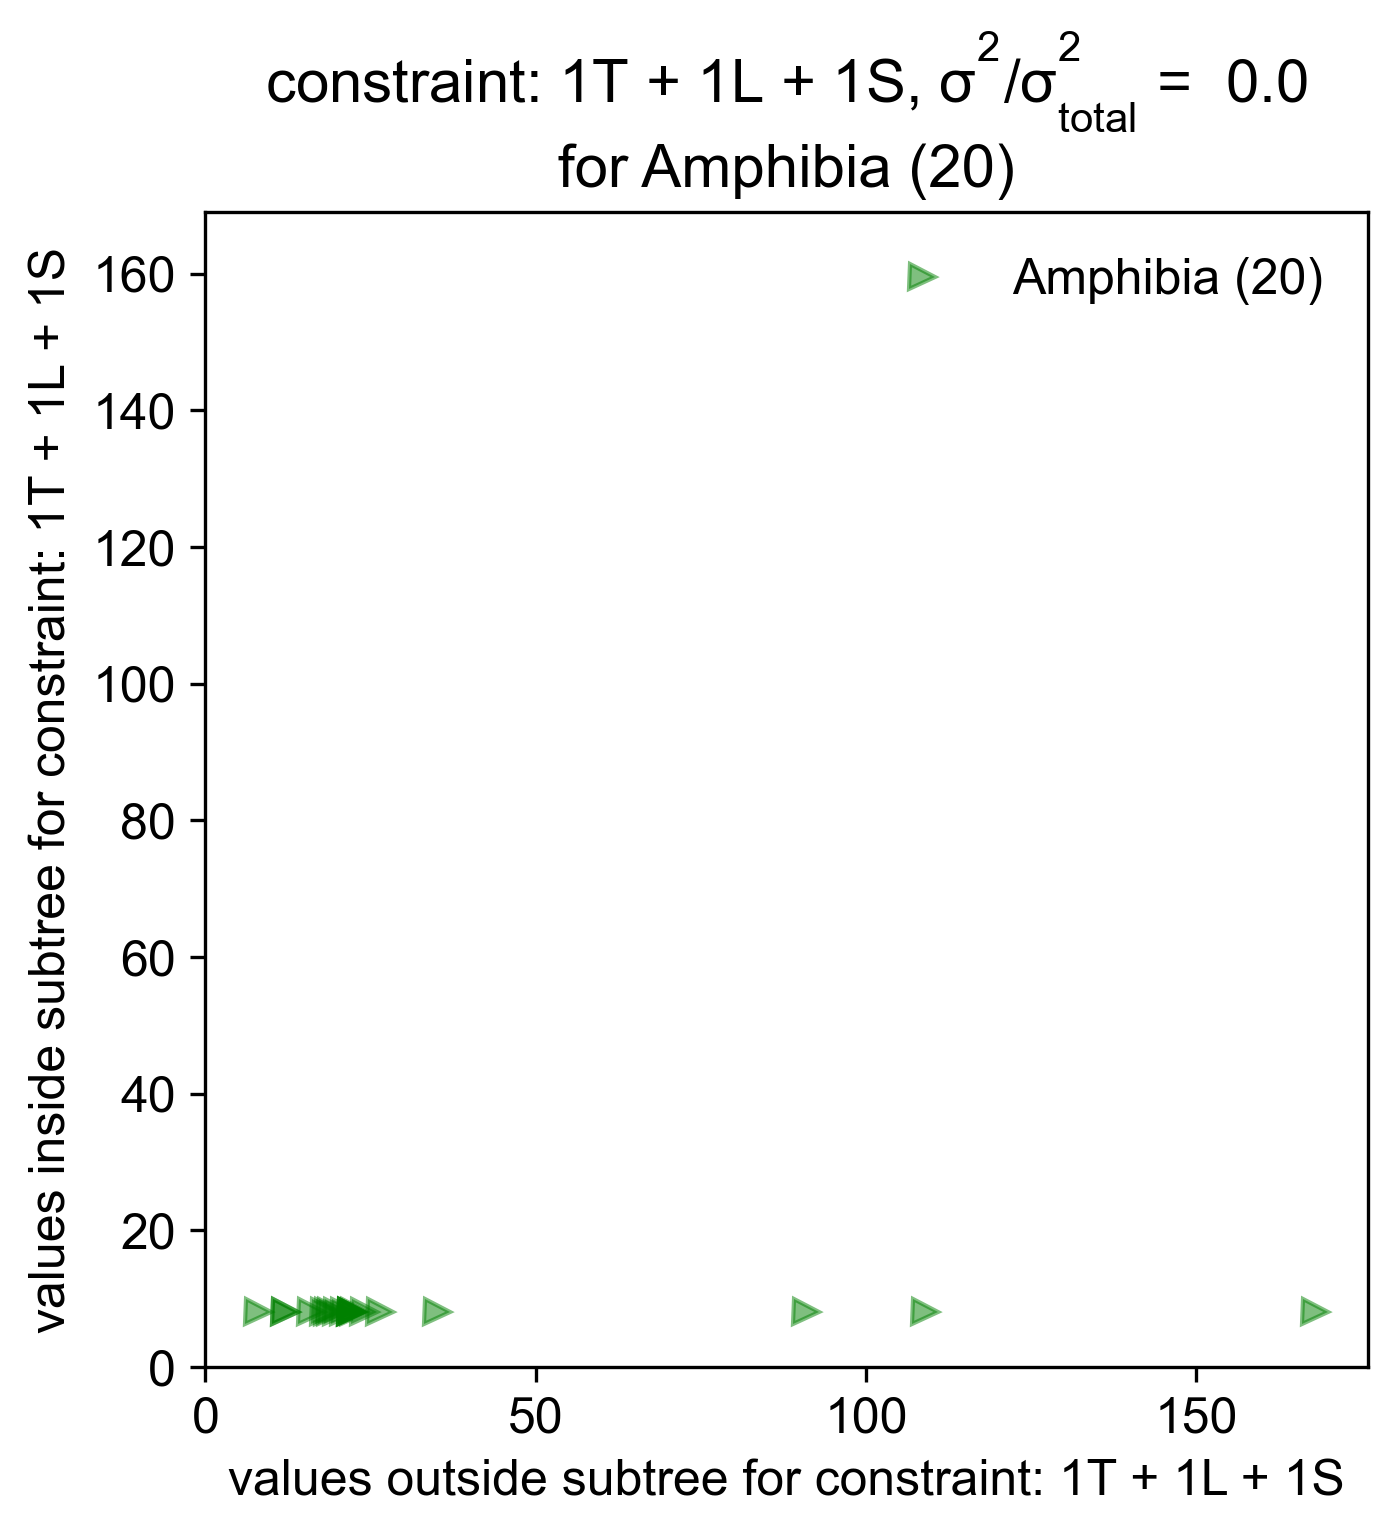 constraint: 1T + 1L + 1S, σ²/σ²total = 0.0
for Amphibia (20)
Amphibia (20)
values inside subtree for constraint: 1T + 1L + 1S
160
140
120
100
80
60
40
20
0
0 50 100 150
values outside subtree for constraint: 1T + 1L + 1S